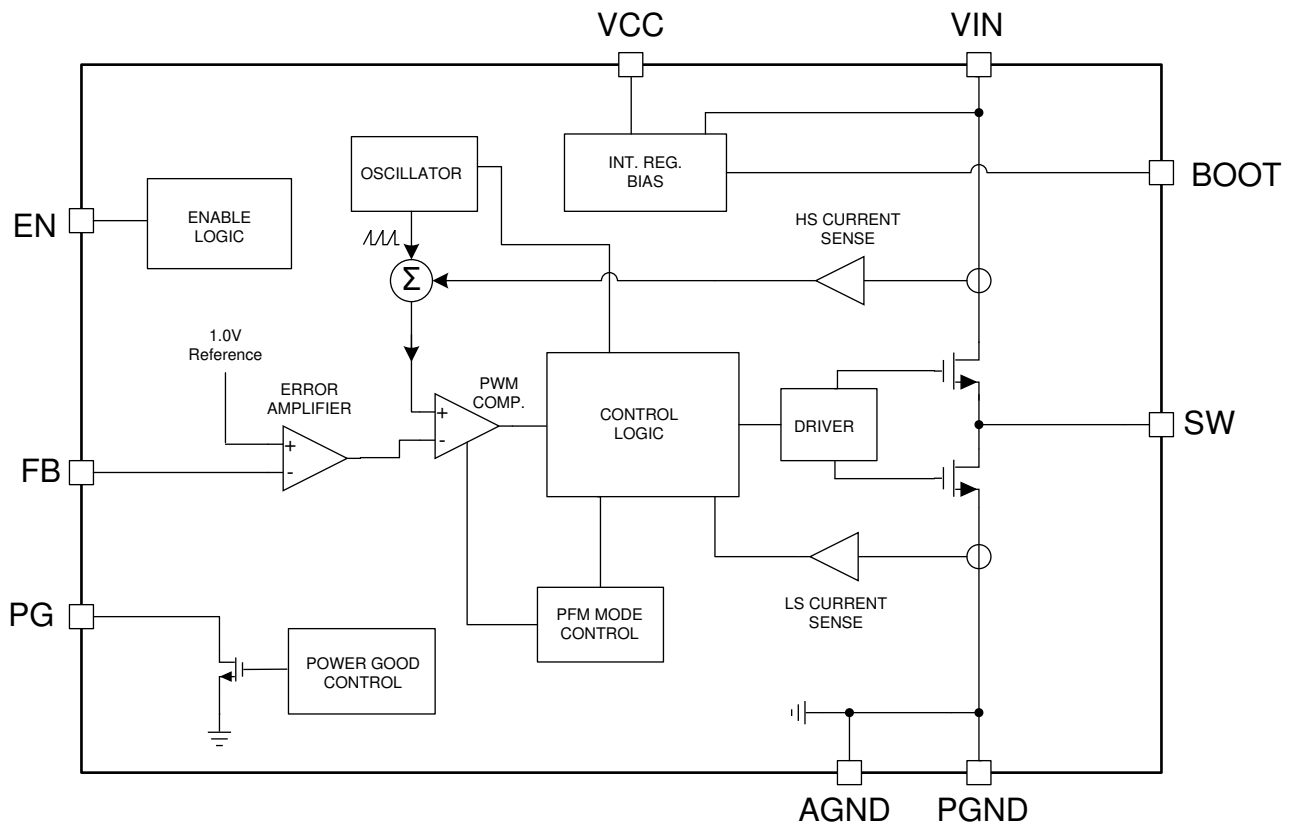 VCC
VIN
OSCILLATOR
INT. REG.
BIAS
BOOT
EN
ENABLE
LOGIC
HS CURRENT
SENSE
Σ
1.0V
Reference
ERROR
AMPLIFIER
PWM
COMP.
+
-
+
-
CONTROL
LOGIC
DRIVER
SW
FB
LS CURRENT
SENSE
PG
PFM MODE
CONTROL
POWER GOOD
CONTROL
AGND
PGND